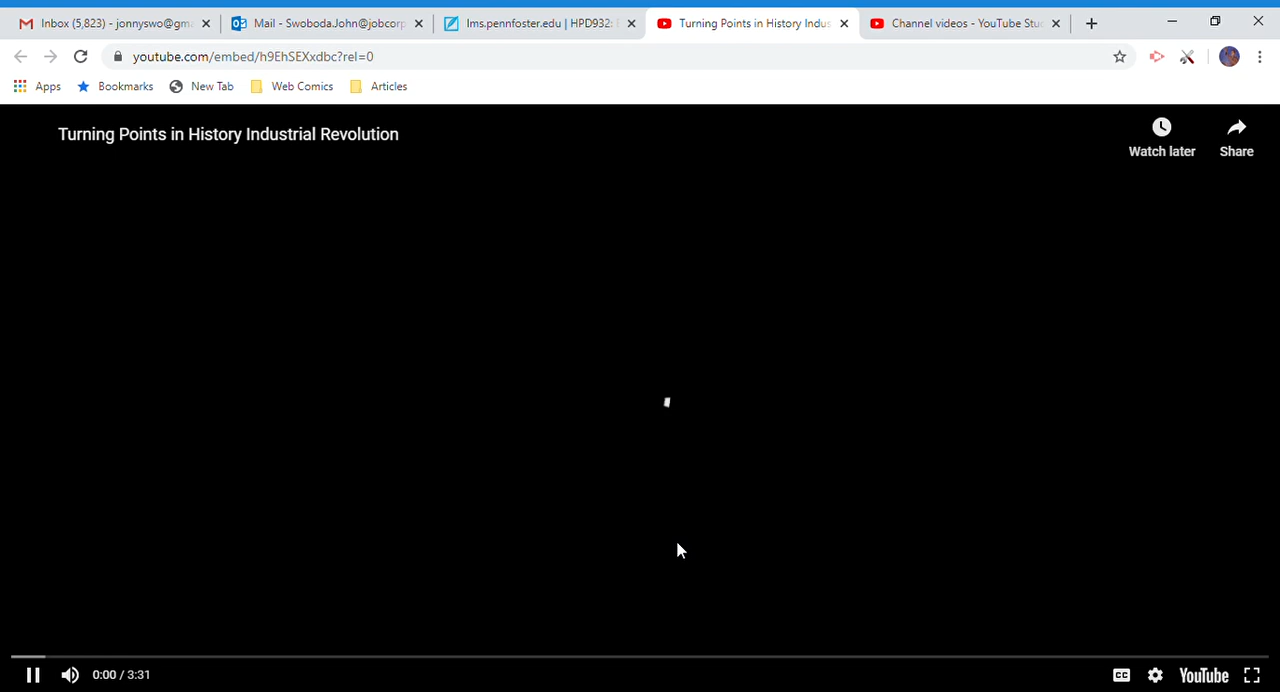 Inbox (5,823) - jonnyswo@gm
Mail - Swoboda.John@jobcorp
lms.pennfoster.edu | HPD932:
Turning Points in History Indus
Channel videos - YouTube Stu
youtube.com/embed/h9EhSEXxdbc?rel=0
Apps
Bookmarks
New Tab
Web Comics
Articles
Turning Points in History Industrial Revolution
Watch later
Share
0:00 / 3:31
CC
YouTube